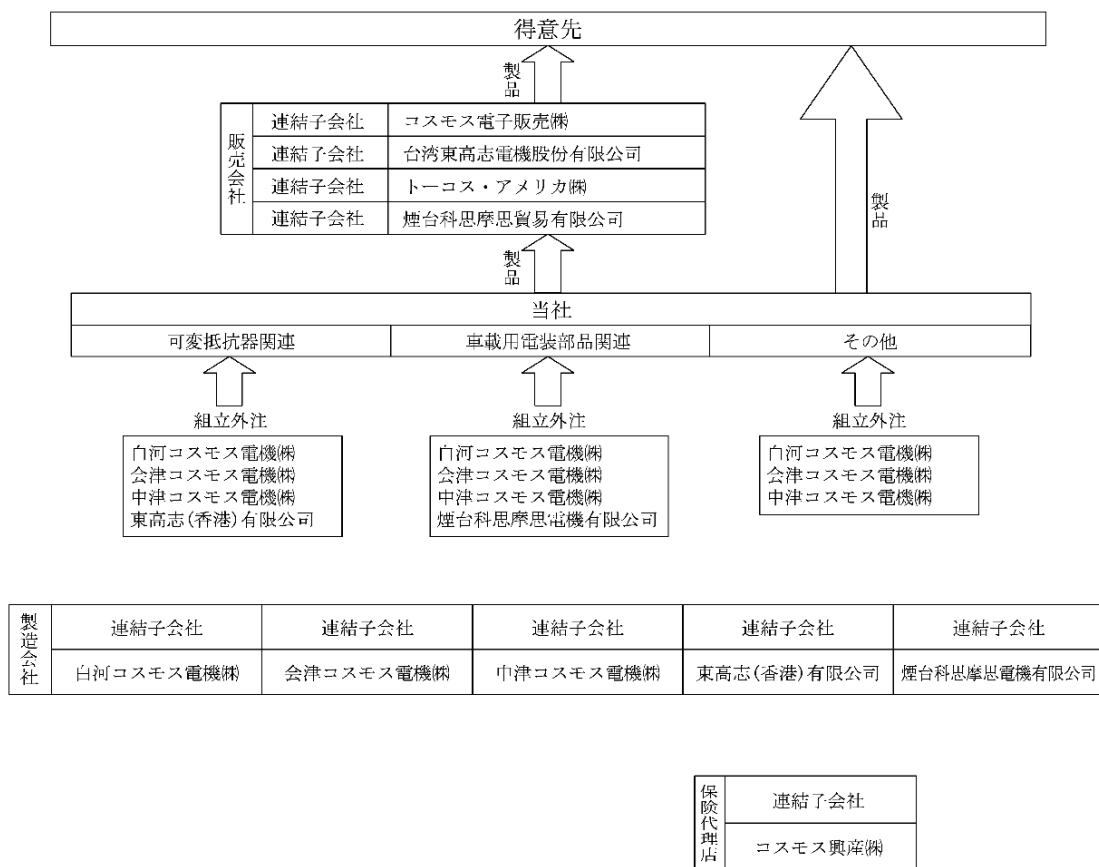 得意先
製品
販売会社
連結子会社 コスモス電子販売㈱
連結子会社 台湾東高志電機股份有限公司
連結子会社 トーコス・アメリカ㈱
連結子会社 煙台科思摩思貿易有限公司
製品
製品
当社
可変抵抗器関連 車載用電装部品関連 その他
組立外注 組立外注 組立外注
白河コスモス電機㈱
会津コスモス電機㈱
中津コスモス電機㈱
東高志(香港)有限公司
白河コスモス電機㈱
会津コスモス電機㈱
中津コスモス電機㈱
煙台科思摩思電機有限公司
白河コスモス電機㈱
会津コスモス電機㈱
中津コスモス電機㈱
製造会社
連結子会社 連結子会社 連結子会社 連結子会社 連結子会社
白河コスモス電機㈱ 会津コスモス電機㈱ 中津コスモス電機㈱ 東高志(香港)有限公司 煙台科思摩思電機有限公司
保険代理店
連結子会社
コスモス興産㈱